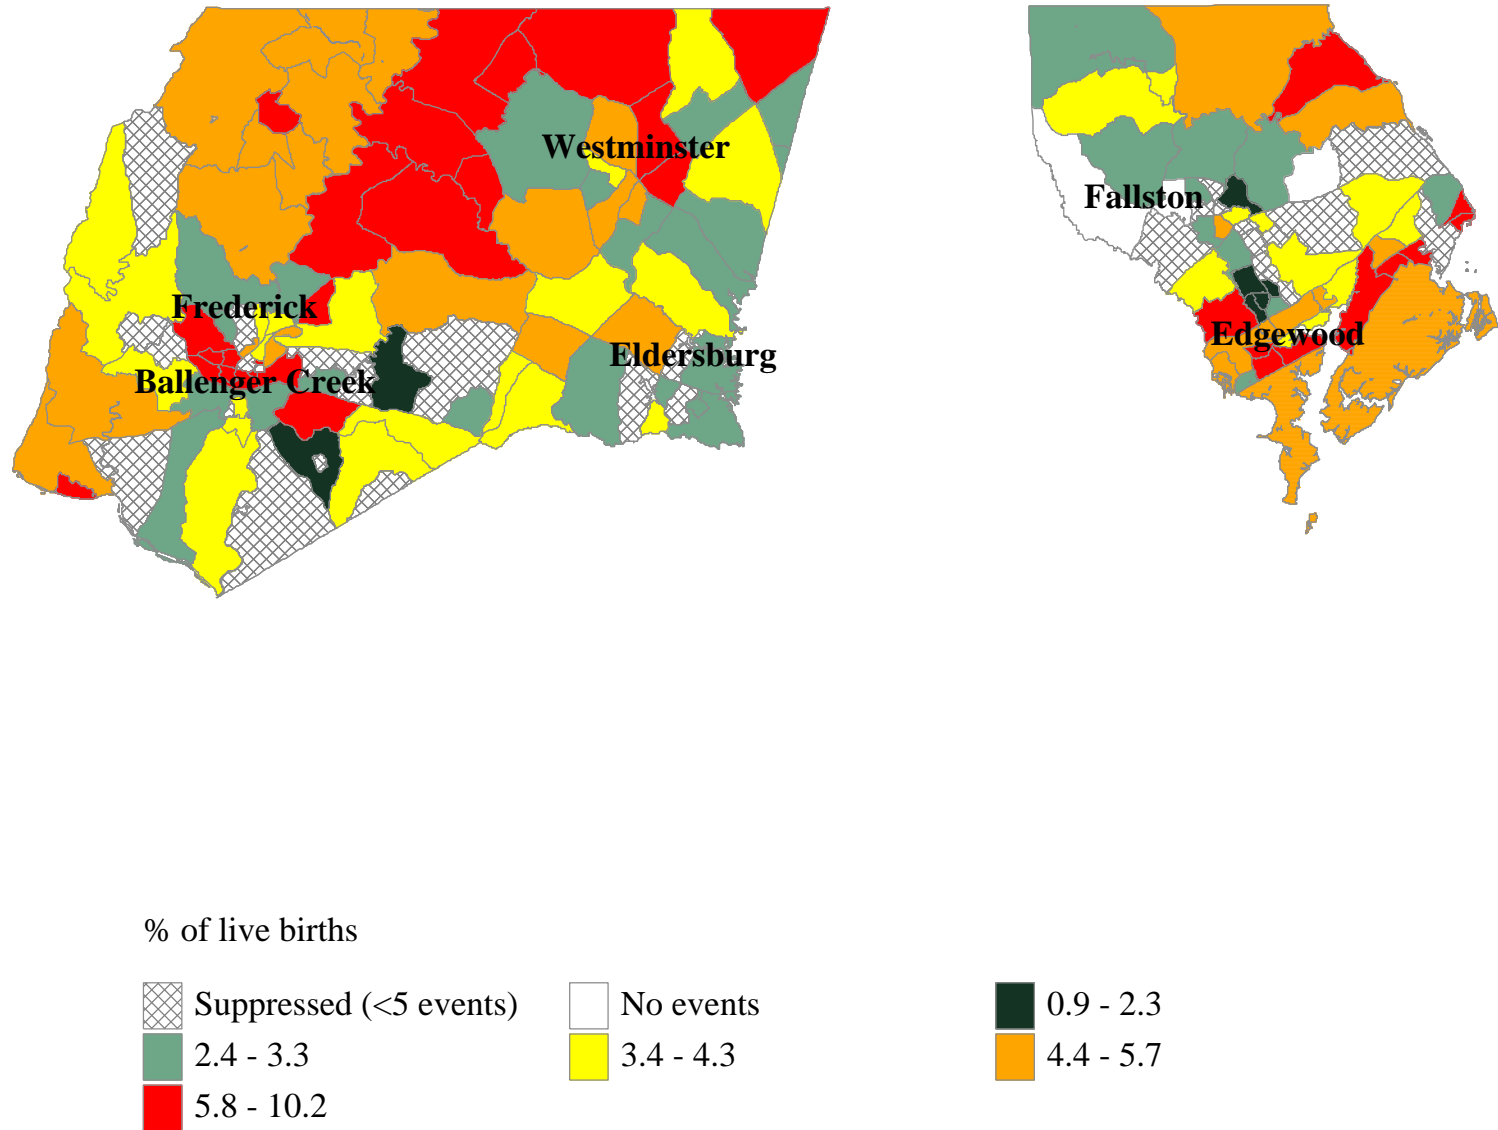 Westminster
Fallston
Frederick
Edgewood
Eldersburg
Ballenger Creek
% of live births
Suppressed (<5 events)
No events
0.9 - 2.3
2.4 - 3.3
3.4 - 4.3
4.4 - 5.7
5.8 - 10.2